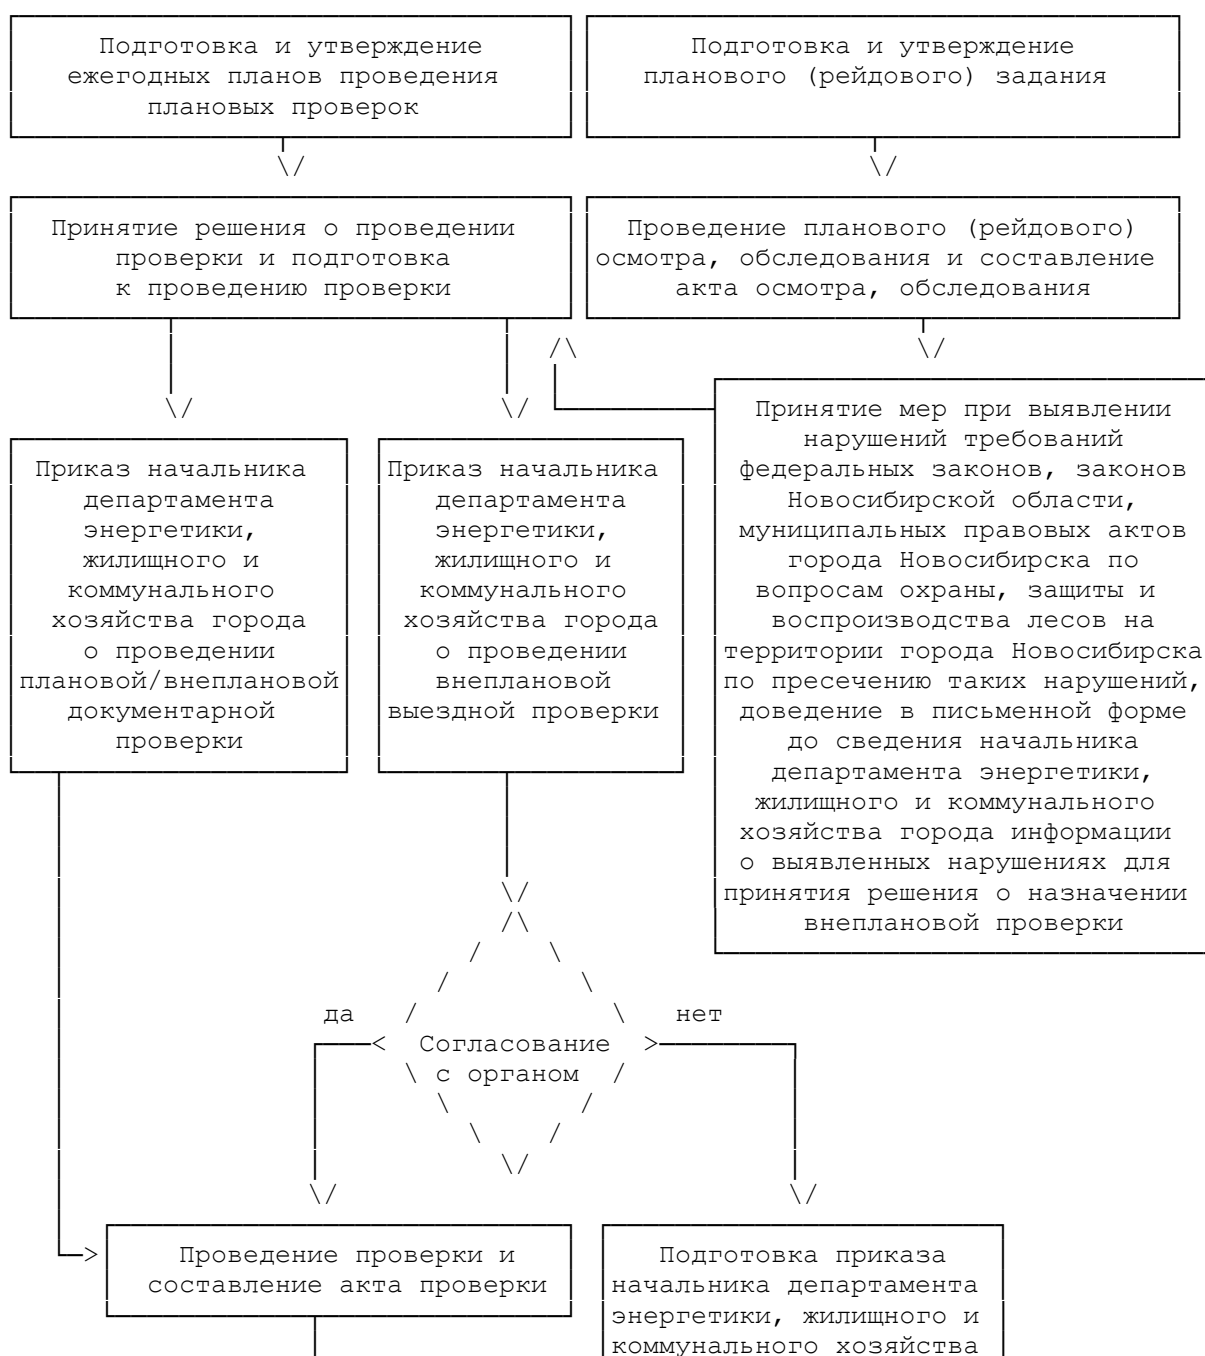 Подготовка и утверждение
ежегодных планов проведения
плановых проверок
Подготовка и утверждение
планового (рейдового) задания
Принятие решения о проведении
проверки и подготовка
к проведению проверки
Проведение планового (рейдового)
осмотра, обследования и составление
акта осмотра, обследования
Приказ начальника
департамента
энергетики,
жилищного и
коммунального
хозяйства города
о проведении
плановой/внеплановой
документарной
проверки
Приказ начальника
департамента
энергетики,
жилищного и
коммунального
хозяйства города
о проведении
внеплановой
выездной проверки
Принятие мер при выявлении
нарушений требований
федеральных законов, законов
Новосибирской области,
муниципальных правовых актов
города Новосибирска по
вопросам охраны, защиты и
воспроизводства лесов на
территории города Новосибирска
по пресечению таких нарушений,
доведение в письменной форме
до сведения начальника
департамента энергетики,
жилищного и коммунального
хозяйства города информации
о выявленных нарушениях для
принятия решения о назначении
внеплановой проверки
да
нет
Согласование
с органом
Проведение проверки и
составление акта проверки
Подготовка приказа
начальника департамента
энергетики, жилищного и
коммунального хозяйства